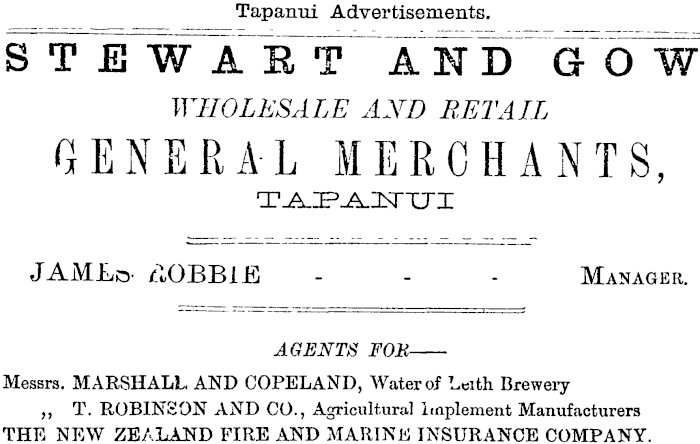 Tapanui Advertisements.
STEWART AND GOW
WHOLESALE AND RETAIL
GENERAL MERCHANTS,
TAPANUI
JAMES ROBBIE - - - MANAGER.
AGENTS FOR—
Messrs. MARSHALL AND COPELAND, Water of Leith Brewery
„ T. ROBINSON AND CO., Agricultural Implement Manufacturers
THE NEW ZEALAND FIRE AND MARINE INSURANCE COMPANY.